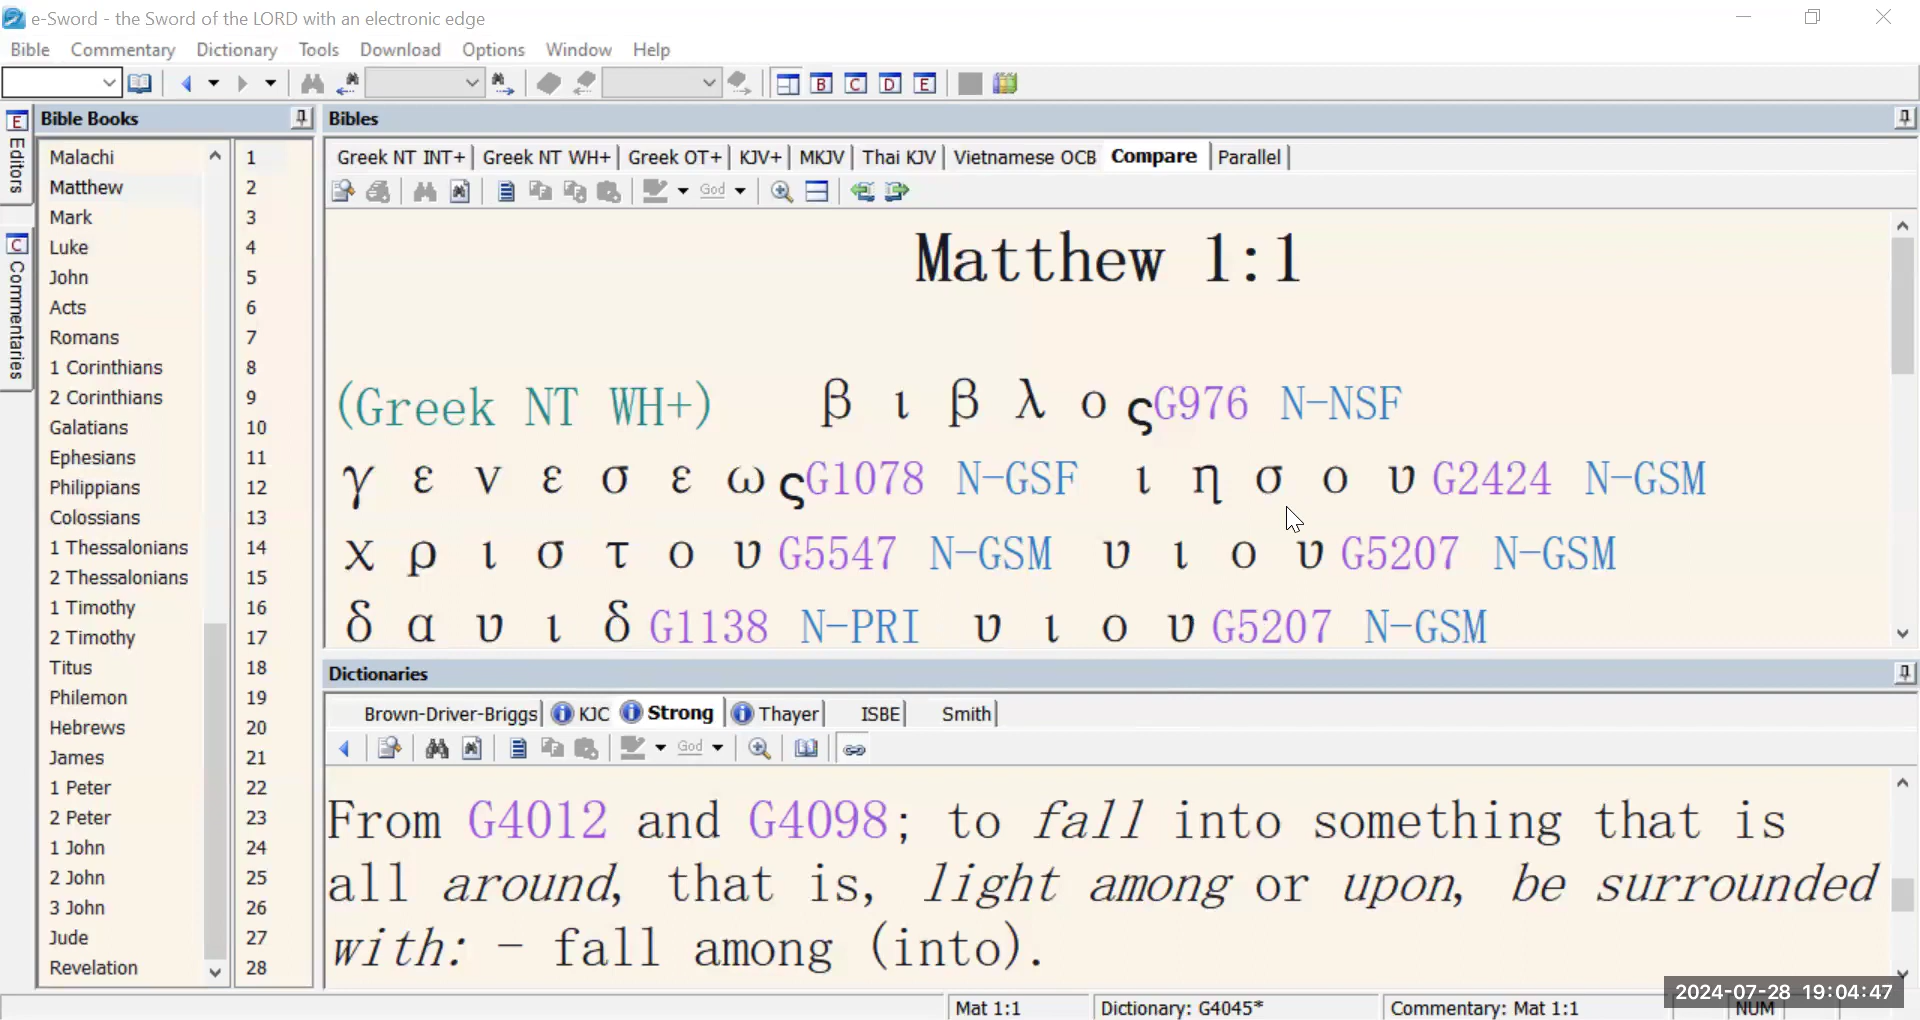 e-Sword - the Sword of the LORD with an electronic edge
Bible Commentary Dictionary Tools Download Options Window Help
B C D E
E Editors
C Commentaries
Bible Books
Malachi
Matthew
Mark
Luke
John
Acts
Romans
1 Corinthians
2 Corinthians
Galatians
Ephesians
Philippians
Colossians
1 Thessalonians
2 Thessalonians
1 Timothy
2 Timothy
Titus
Philemon
Hebrews
James
1 Peter
2 Peter
1 John
2 John
3 John
Jude
Revelation
1
2
3
4
5
6
7
8
9
10
11
12
13
14
15
16
17
18
19
20
21
22
23
24
25
26
27
28
Bibles
Greek NT INT+ Greek NT WH+ Greek OT+ KJV+ MKJV Thai KJV Vietnamese OCB Compare Parallel
God
Matthew 1:1
(Greek NT WH+) βιβλοςG976 N-NSF
γενεσεωςG1078 N-GSF ιησουG2424 N-GSM
χριστουG5547 N-GSM υιουG5207 N-GSM
δαυιδG1138 N-PRI υιουG5207 N-GSM
Dictionaries
Brown-Driver-Briggs KJC Strong Thayer ISBE Smith
God
From G4012 and G4098; to fall into something that is
all around, that is, light among or upon, be surrounded
with: - fall among (into).
Mat 1:1 Dictionary: G4045* Commentary: Mat 1:1 NUM
2024-07-28 19:04:47